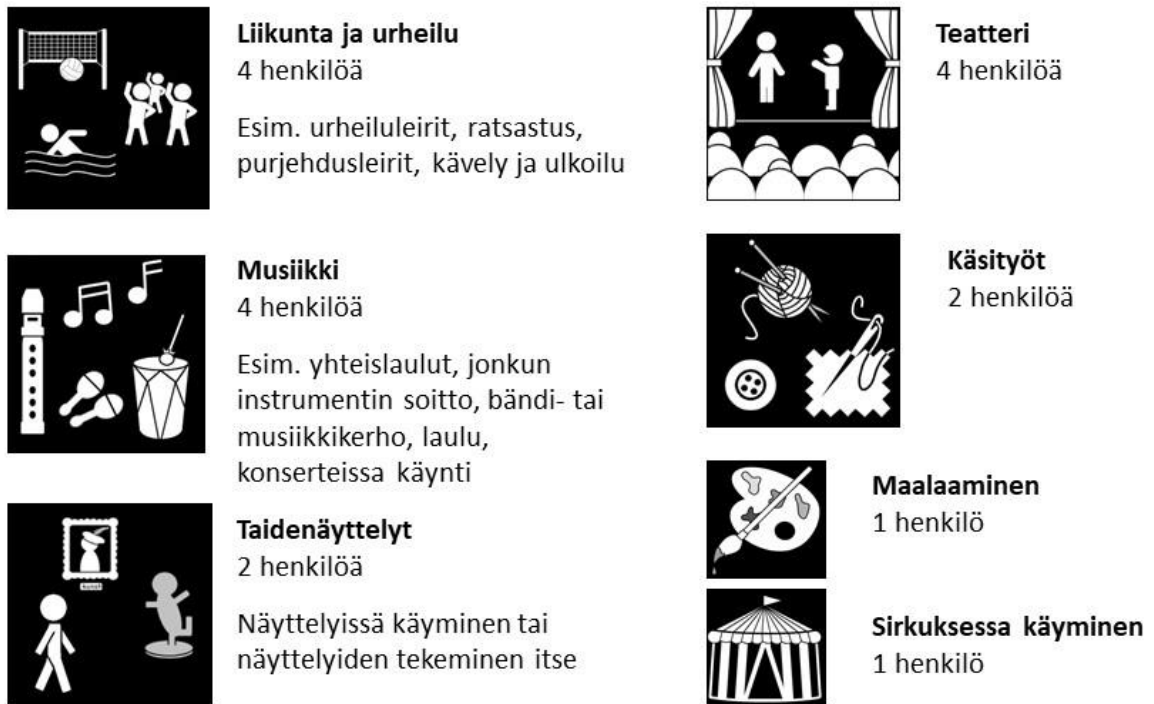 Liikunta ja urheilu
4 henkilöä
Esim. urheiluleirit, ratsastus,
purjehdusleirit, kävely ja ulkoilu
Musiikki
4 henkilöä
Esim. yhteislaulut, jonkun
instrumentin soitto, bändi- tai
musiikkikerho, laulu,
konserteissa käynti
Taidenäyttelyt
2 henkilöä
Näyttelyissä käyminen tai
näyttelyiden tekeminen itse
Teatteri
4 henkilöä
Käsityöt
2 henkilöä
Maalaaminen
1 henkilö
Sirkuksessa käyminen
1 henkilö